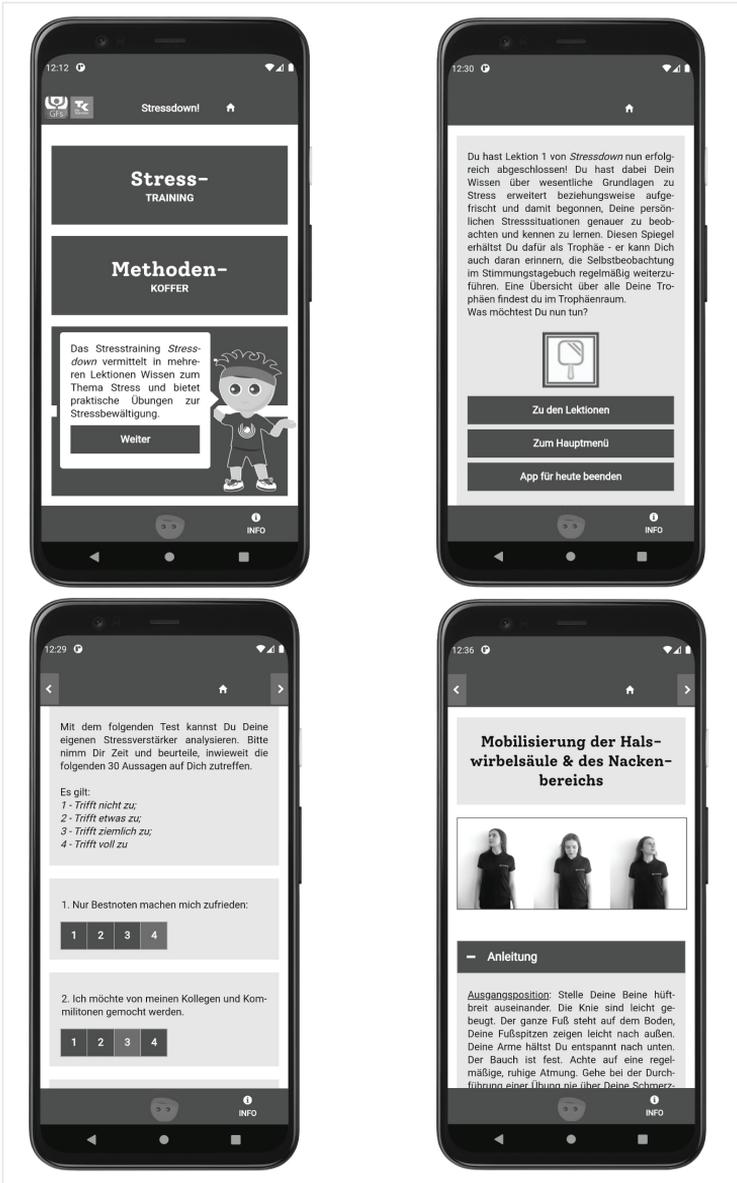 12:12
GFs
TK
Stressdown!
Stress-
TRAINING
Methoden-
KOFFER
Das Stresstraining Stress-
down vermittelt in mehre-
ren Lektionen Wissen zum
Thema Stress und bietet
praktische Übungen zur
Stressbewältigung.
Weiter
INFO
12:30
Du hast Lektion 1 von Stressdown nun erfolg-
reich abgeschlossen! Du hast dabei Dein
Wissen über wesentliche Grundlagen zu
Stress erweitert beziehungsweise aufge-
frischt und damit begonnen, Deine persön-
lichen Stresssituationen genauer zu beob-
achten und kennen zu lernen. Diesen Spiegel
erhältst Du dafür als Trophäe - er kann Dich
auch daran erinnern, die Selbstbeobachtung
im Stimmungstagebuch regelmäßig weiterzu-
führen. Eine Übersicht über alle Deine Tro-
phäen findest du im Trophäenraum.
Was möchtest Du nun tun?
Zu den Lektionen
Zum Hauptmenü
App für heute beenden
INFO
12:29
Mit dem folgenden Test kannst Du Deine
eigenen Stressverstärker analysieren. Bitte
nimm Dir Zeit und beurteile, inwieweit die
folgenden 30 Aussagen auf Dich zutreffen.
Es gilt:
1 - Trifft nicht zu;
2 - Trifft etwas zu;
3 - Trifft ziemlich zu;
4 - Trifft voll zu
1. Nur Bestnoten machen mich zufrieden:
1 2 3 4
2. Ich möchte von meinen Kollegen und Kom-
militonen gemocht werden.
1 2 3 4
INFO
12:36
Mobilisierung der Hals-
wirbelsäule & des Nacken-
bereichs
Anleitung
Ausgangsposition: Stelle Deine Beine hüft-
breit auseinander. Die Knie sind leicht ge-
beugt. Der ganze Fuß steht auf dem Boden,
Deine Fußspitzen zeigen leicht nach außen.
Deine Arme hältst Du entspannt nach unten.
Der Bauch ist fest. Achte auf eine regel-
mäßige, ruhige Atmung. Gehe bei der Durch-
führung einer Übung nie über Deine Schmerz-
INFO